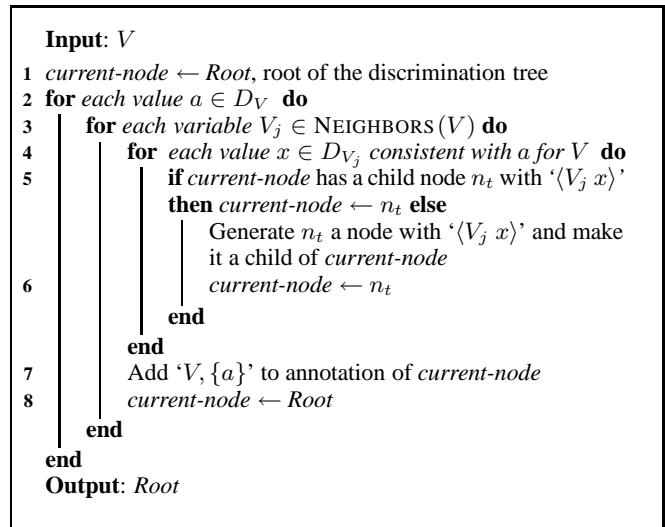 Input: V
1 current-node ← Root, root of the discrimination tree
2 for each value a ∈ D_V do
3 for each variable V_j ∈ NEIGHBORS(V) do
4 for each value x ∈ D_{V_j} consistent with a for V do
5 if current-node has a child node n_t with ‘⟨V_j x⟩’
then current-node ← n_t else
Generate n_t a node with ‘⟨V_j x⟩’ and make
it a child of current-node
6 current-node ← n_t
end
end
7 Add ‘V, {a}’ to annotation of current-node
8 current-node ← Root
end
end
Output: Root